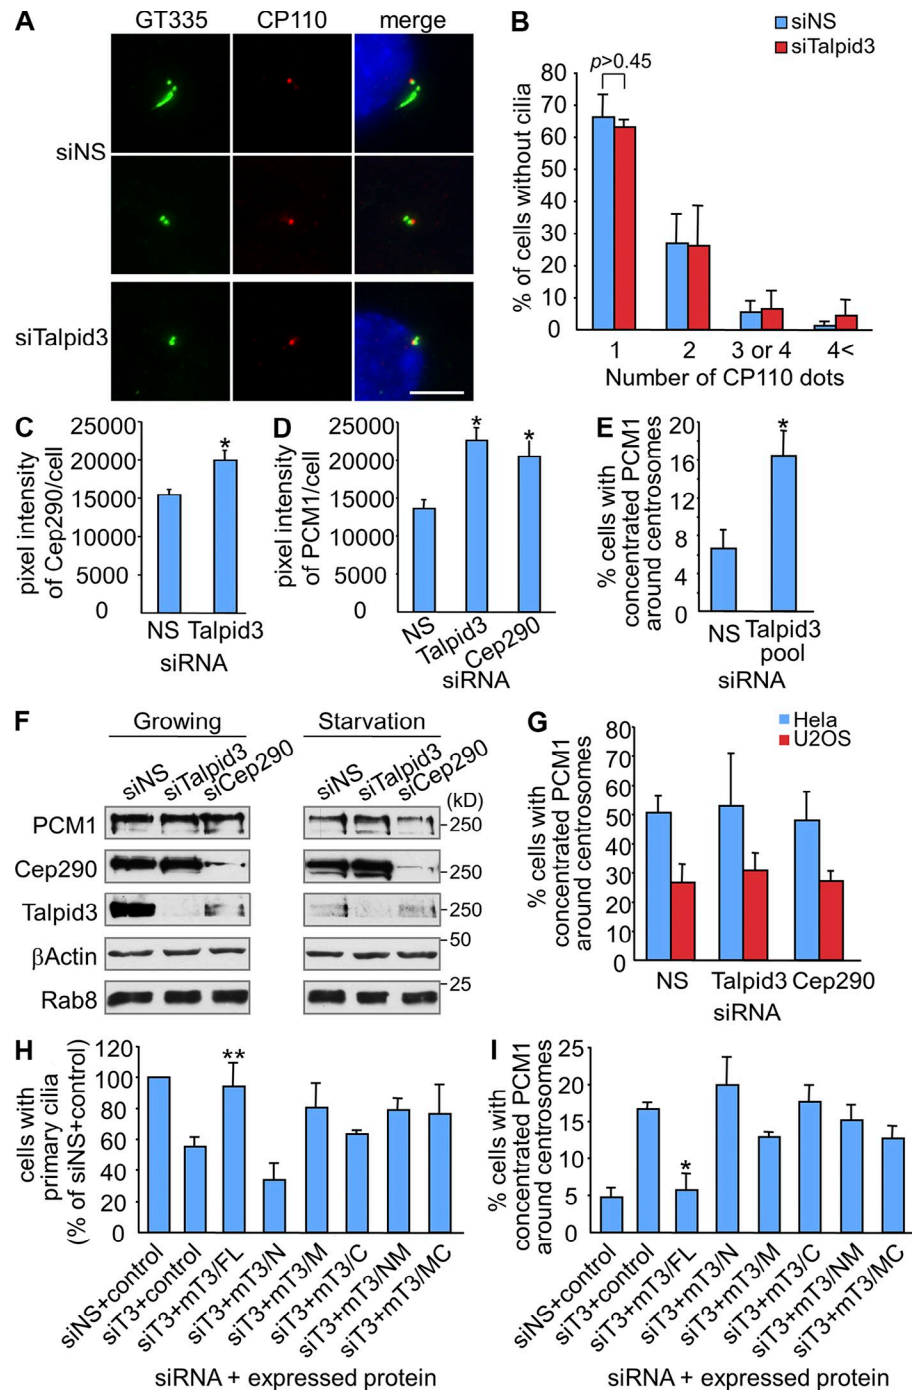 A
GT335
CP110
merge
siNS
siTalpid3
B
siNS
siTalpid3
p>0.45
% of cells without cilia
80
70
60
50
40
30
20
10
0
1
2
3 or 4
4<
Number of CP110 dots
C
pixel intensity
of Cep290/cell
25000
20000
15000
10000
5000
0
*
NS
Talpid3
siRNA
D
pixel intensity
of PCM1/cell
25000
20000
15000
10000
5000
0
*
*
NS
Talpid3
Cep290
siRNA
E
% cells with
concentrated PCM1
around centrosomes
20
16
12
8
4
0
*
NS
Talpid3
pool
siRNA
F
Growing
Starvation
siNS
siTalpid3
siCep290
siNS
siTalpid3
siCep290
(kD)
PCM1
250
Cep290
250
Talpid3
250
βActin
50
Rab8
25
G
Hela
U2OS
% cells with
concentrated PCM1
around centrosomes
80
70
60
50
40
30
20
10
0
NS
Talpid3
Cep290
siRNA
H
cells with
primary cilia
(% of siNS+control)
120
100
80
60
40
20
0
**
siNS+control
siT3+control
siT3+mT3/FL
siT3+mT3/N
siT3+mT3/M
siT3+mT3/C
siT3+mT3/NM
siT3+mT3/MC
siRNA + expressed protein
I
% cells with
concentrated PCM1
around centrosomes
25
20
15
10
5
0
*
siNS+control
siT3+control
siT3+mT3/FL
siT3+mT3/N
siT3+mT3/M
siT3+mT3/C
siT3+mT3/NM
siT3+mT3/MC
siRNA + expressed protein